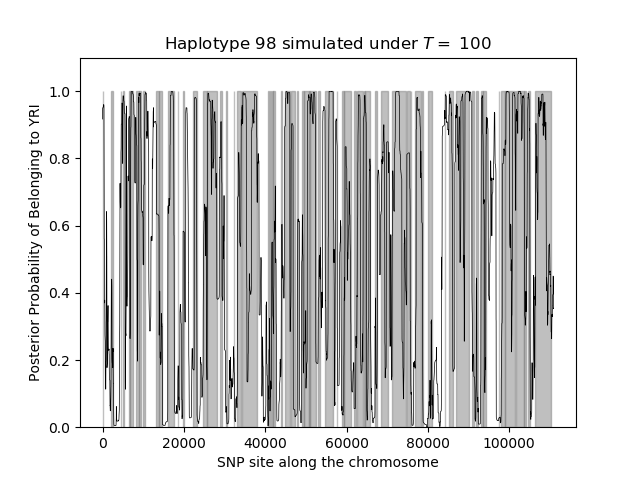 Haplotype 98 simulated under T = 100
Posterior Probability of Belonging to YRI
1.0
0.8
0.6
0.4
0.2
0.0
0 20000 40000 60000 80000 100000
SNP site along the chromosome